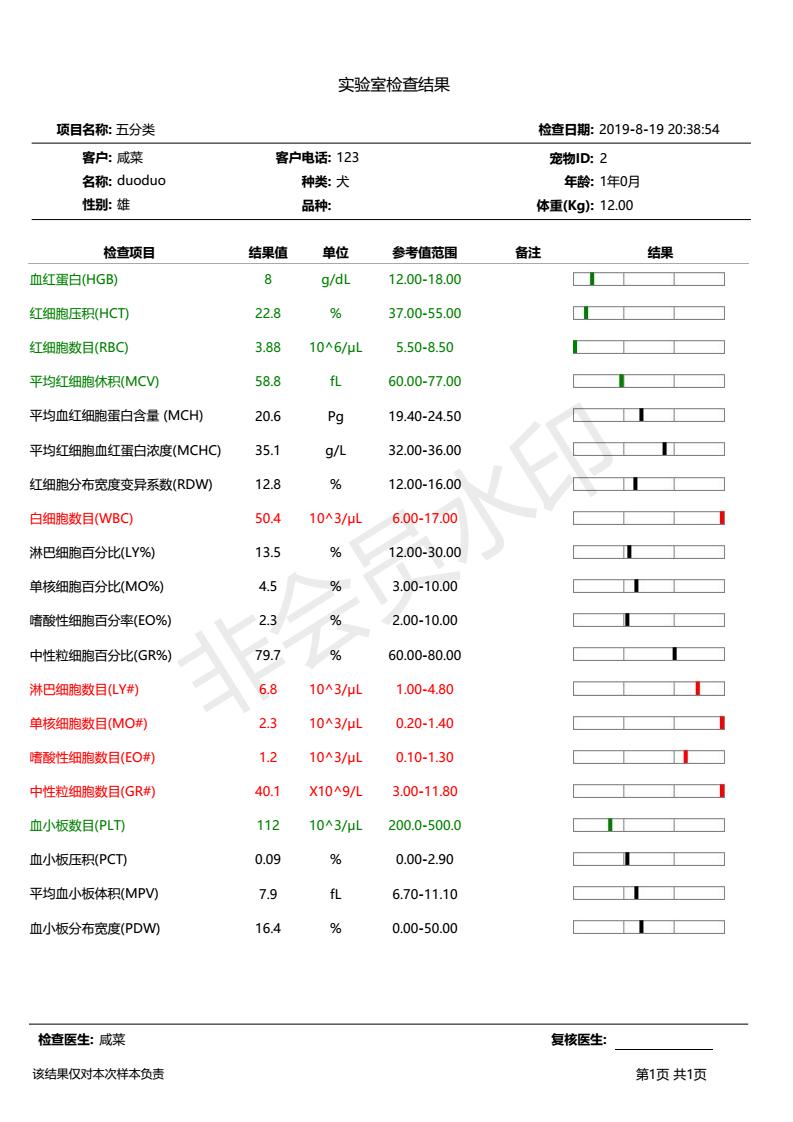 实验室检查结果
项目名称: 五分类 检查日期: 2019-8-19 20:38:54
客户: 咸菜 客户电话: 123 宠物ID: 2
名称: duoduo 种类: 犬 年龄: 1年0月
性别: 雄 品种: 体重(Kg): 12.00
检查项目 结果值 单位 参考值范围 备注 结果
血红蛋白(HGB) 8 g/dL 12.00-18.00
红细胞压积(HCT) 22.8 % 37.00-55.00
红细胞数目(RBC) 3.88 10^6/μL 5.50-8.50
平均红细胞休积(MCV) 58.8 fL 60.00-77.00
平均血红细胞蛋白含量 (MCH) 20.6 Pg 19.40-24.50
平均红细胞血红蛋白浓度(MCHC) 35.1 g/L 32.00-36.00
红细胞分布宽度变异系数(RDW) 12.8 % 12.00-16.00
白细胞数目(WBC) 50.4 10^3/μL 6.00-17.00
淋巴细胞百分比(LY%) 13.5 % 12.00-30.00
单核细胞百分比(MO%) 4.5 % 3.00-10.00
嗜酸性细胞百分率(EO%) 2.3 % 2.00-10.00
中性粒细胞百分比(GR%) 79.7 % 60.00-80.00
淋巴细胞数目(LY#) 6.8 10^3/μL 1.00-4.80
单核细胞数目(MO#) 2.3 10^3/μL 0.20-1.40
嗜酸性细胞数目(EO#) 1.2 10^3/μL 0.10-1.30
中性粒细胞数目(GR#) 40.1 X10^9/L 3.00-11.80
血小板数目(PLT) 112 10^3/μL 200.0-500.0
血小板压积(PCT) 0.09 % 0.00-2.90
平均血小板体积(MPV) 7.9 fL 6.70-11.10
血小板分布宽度(PDW) 16.4 % 0.00-50.00
非会员水印
检查医生: 咸菜 复核医生:
该结果仅对本次样本负责 第1页 共1页